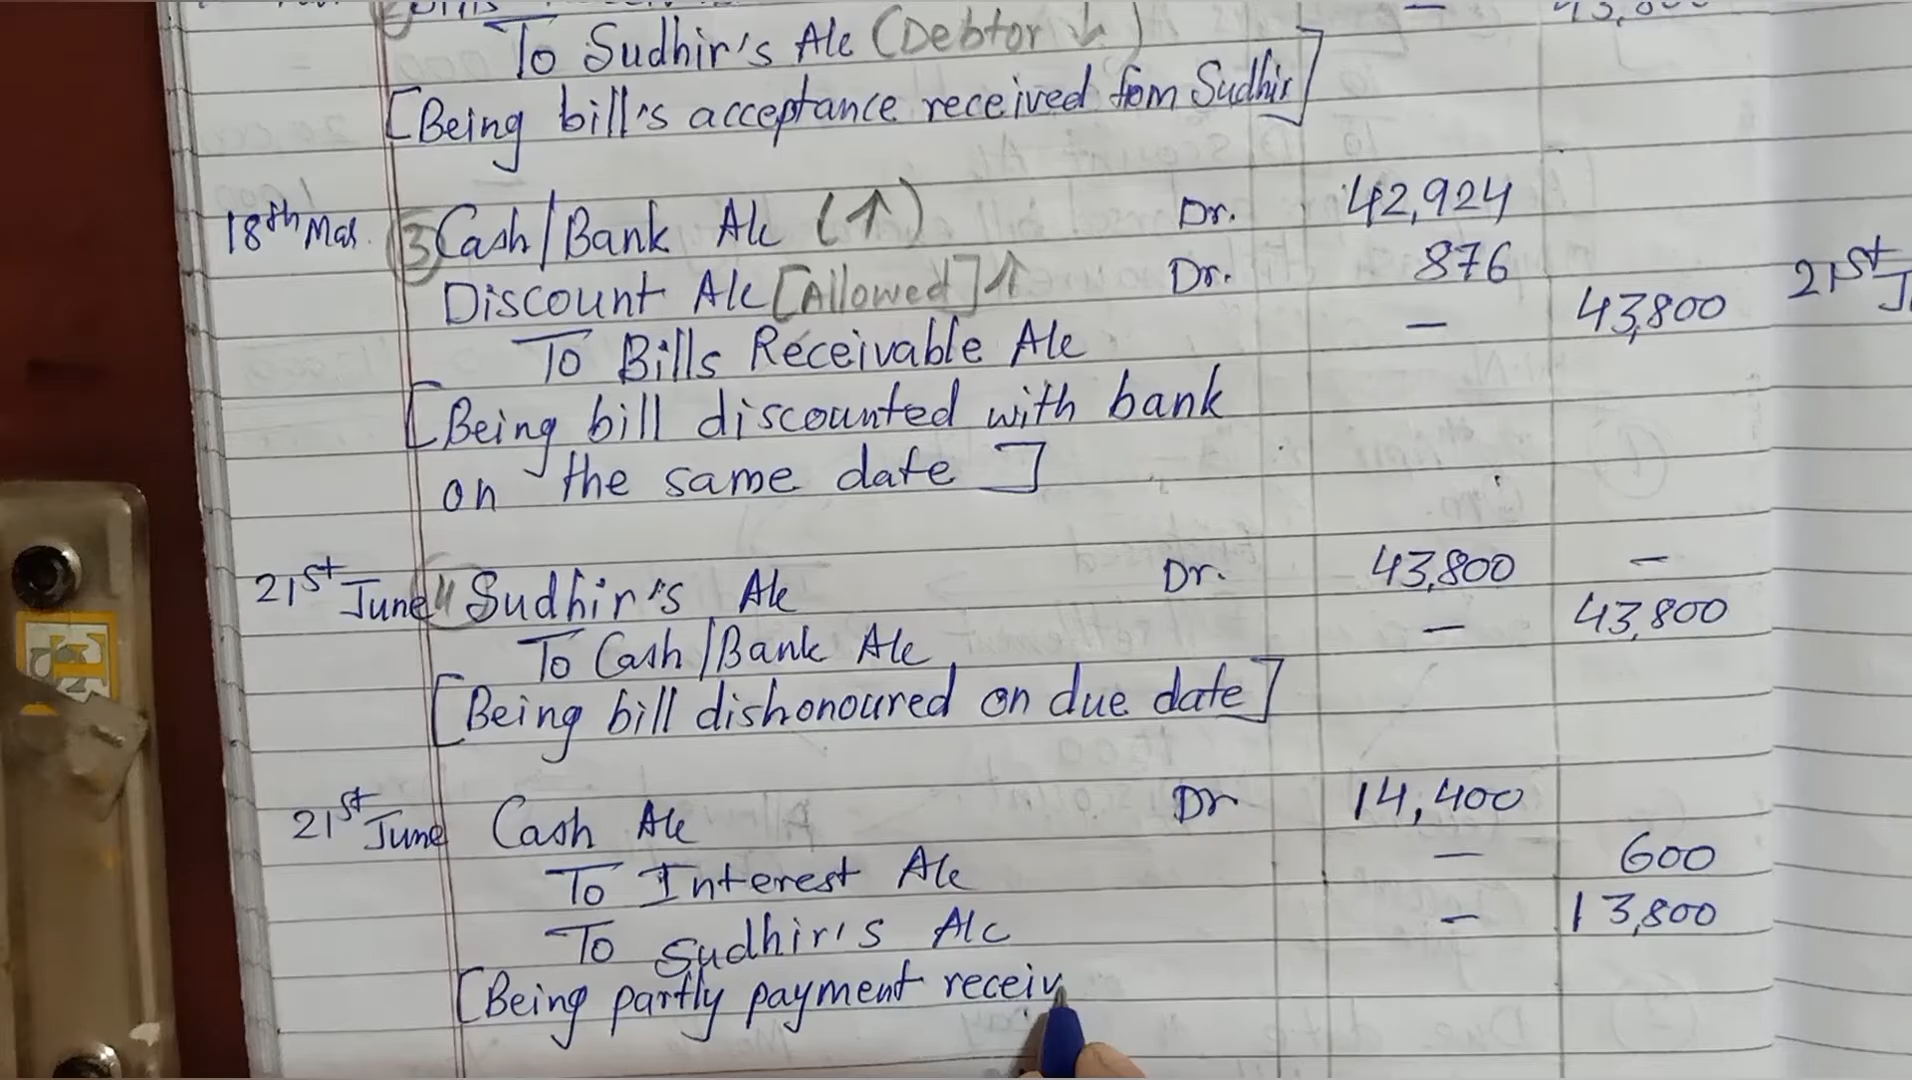 To Sudhir's A/c (Debtor ↓)
[Being bill's acceptance received from Sudhir]
18th Mar. 3 Cash/Bank A/c (↑) Dr. 42,924
Discount A/c [Allowed] ↑ Dr. 876
To Bills Receivable A/c — 43,800
[Being bill discounted with bank
on the same date]
21st June 4 Sudhir's A/c Dr. 43,800 —
To Cash/Bank A/c — 43,800
[Being bill dishonoured on due date]
21st June Cash A/c Dr 14,400
To Interest A/c — 600
To Sudhir's A/c — 13,800
[Being partly payment receiv
21st